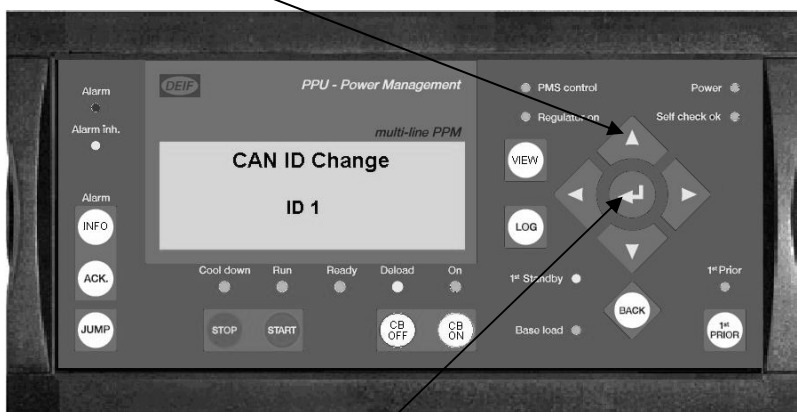 DEIF
PPU - Power Management
multi-line PPM
CAN ID Change
ID 1
Alarm
Alarm inh.
Alarm
INFO
ACK.
JUMP
Cool down Run Ready Deload On
STOP START CB OFF CB ON
PMS control Power
Regulator on Self check ok
VIEW
LOG
1st Standby 1st Prior
BACK
Base load 1st PRIOR